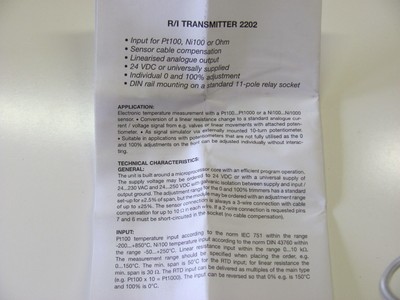 R/I TRANSMITTER 2202
• Input for Pt100, Ni100 or Ohm
• Sensor cable compensation
• Linearised analogue output
• 24 VDC or universally supplied
• Individual 0 and 100% adjustment
• DIN rail mounting on a standard 11-pole relay socket
APPLICATION:
Electronic temperature measurement with a Pt100...Pt1000 or a Ni100...Ni1000
sensor. • Conversion of a linear resistance change to a standard analogue cur-
rent / voltage signal from e.g. valves or linear movements with attached poten-
tiometer. • As signal simulator via externally mounted 10-turn potentiometer.
• Suitable in applications with potentiometers that are not fully utilised as the 0
and 100% adjustments on the front can be adjusted individually without interac-
ting.
TECHNICAL CHARACTERISTICS:
GENERAL:
The unit is built around a microprocessor core with an efficient program operation.
The supply voltage may be ordered to 24 VDC or with a universal supply of
24...230 VAC and 24...250 VDC with galvanic isolation between supply and input /
output ground. The adjustment range for the 0 and 100% trimmers has a standard
set-up for ±2.5% of span, but the module may be ordered with an adjustment range
of up to ±25%. The sensor connection is always a 3-wire connection with cable
compensation for up to 10 Ω in each wire. If a 2-wire connection is requested pins
7 and 6 must be short-circuited in the socket (no cable compensation).
INPUT:
Pt100 temperature input according to the norm IEC 751 within the range
-200...+850°C. Ni100 temperature input according to the norm DIN 43760 within
the range -50...+250°C. Linear resistance input within the range 0...10 kΩ.
The measurement range should be specified when placing the order, e.g.
0...150°C. The min. span is 50°C for the RTD input; for linear resistance the
min. span is 30 Ω. The RTD input can be delivered as multiples of the main type
(e.g. Pt100 x 10 = Pt1000). The input can be reversed so that 0% e.g. is 150°C
and 100% is 0°C.